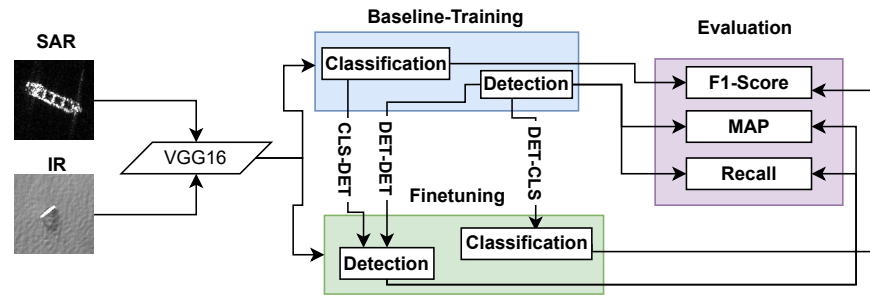 Baseline-Training
SAR
Evaluation
Classification
Detection
F1-Score
MAP
Recall
VGG16
IR
CLS-DET
DET-DET
DET-CLS
Finetuning
Classification
Detection